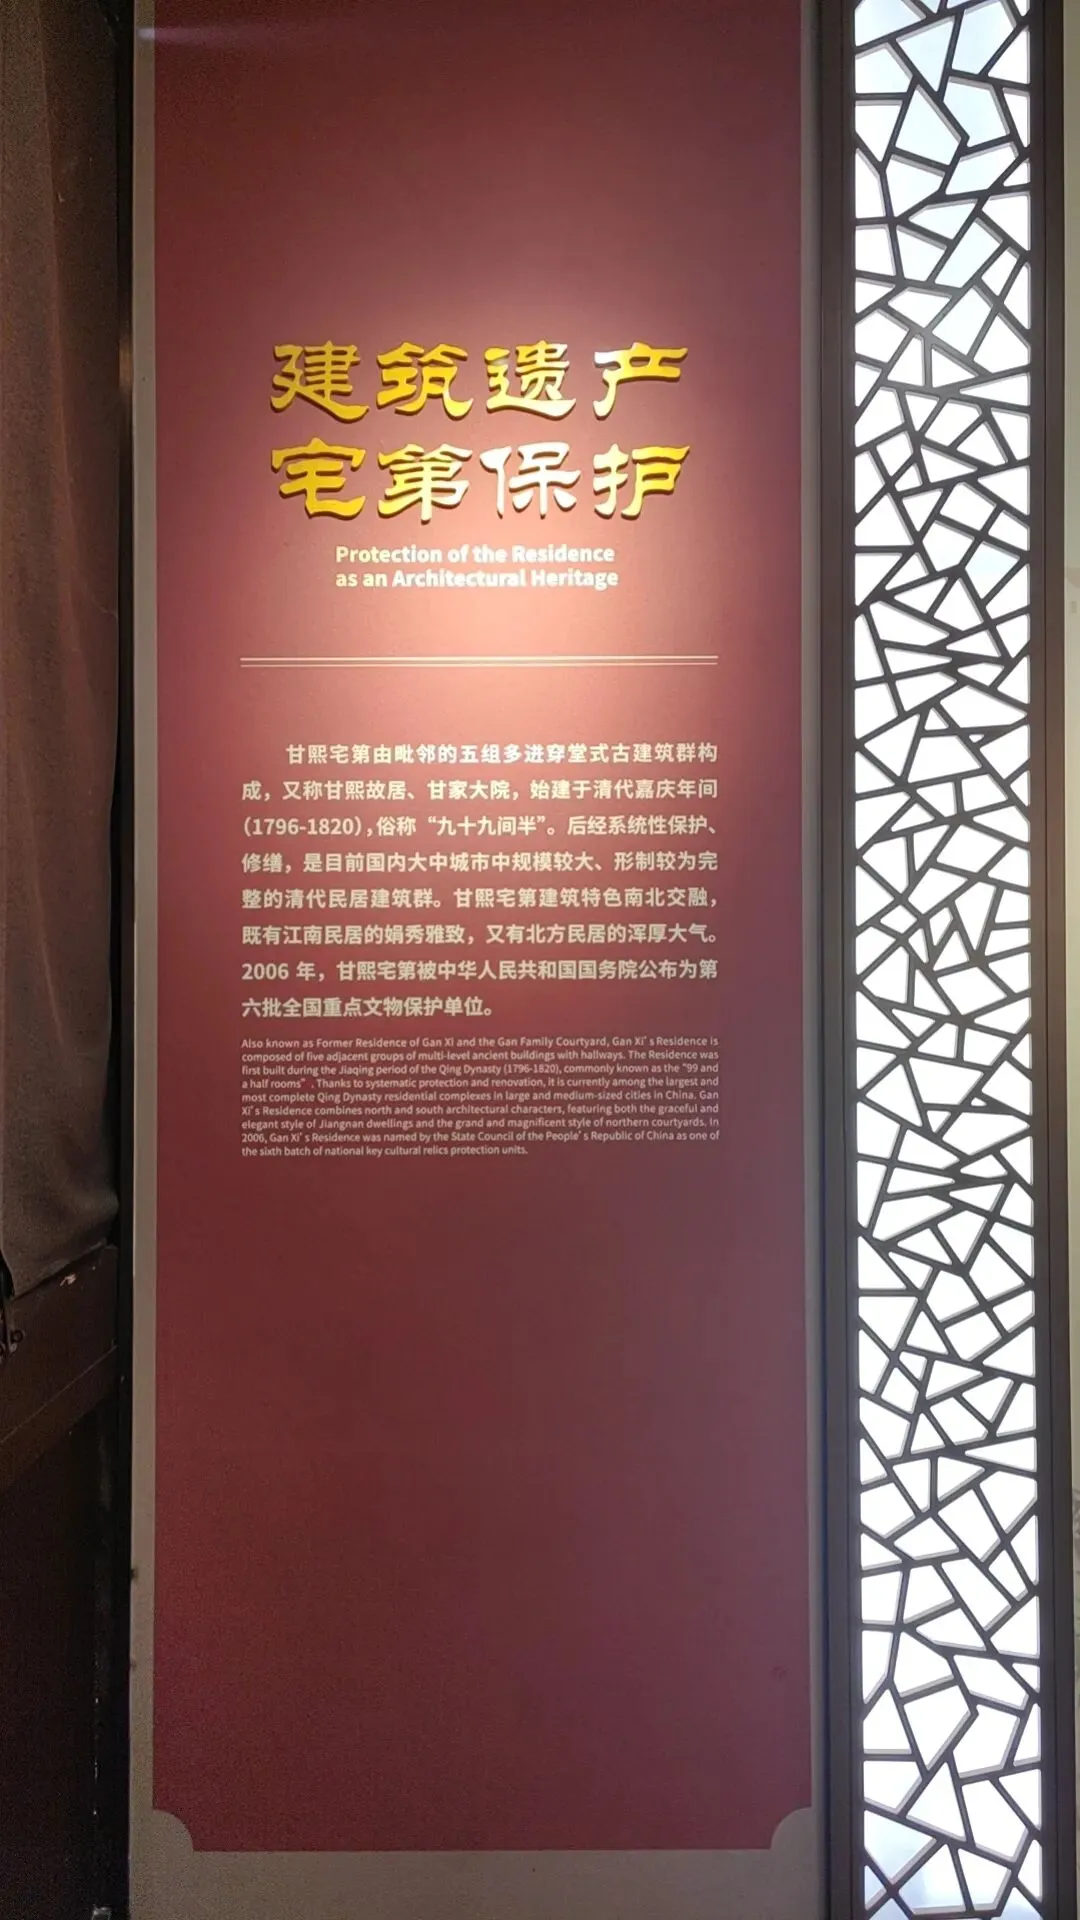 建筑遗产
宅第保护
Protection of the Residence
as an Architectural Heritage
甘熙宅第由毗邻的五组多进穿堂式古建筑群构
成，又称甘熙故居、甘家大院，始建于清代嘉庆年间
（1796-1820），俗称“九十九间半”。后经系统性保护、
修缮，是目前国内大中城市中规模较大、形制较为完
整的清代民居建筑群。甘熙宅第建筑特色南北交融，
既有江南民居的娟秀雅致，又有北方民居的浑厚大气。
2006 年，甘熙宅第被中华人民共和国国务院公布为第
六批全国重点文物保护单位。
Also known as Former Residence of Gan Xi and the Gan Family Courtyard, Gan Xi’s Residence is
composed of five adjacent groups of multi-level ancient buildings with hallways. The Residence was
first built during the Jiaqing period of the Qing Dynasty (1796-1820), commonly known as the “99 and
a half rooms”. Thanks to systematic protection and renovation, it is currently among the largest and
most complete Qing Dynasty residential complexes in large and medium-sized cities in China. Gan
Xi’s Residence combines north and south architectural characters, featuring both the graceful and
elegant style of Jiangnan dwellings and the grand and magnificent style of northern courtyards. In
2006, Gan Xi’s Residence was named by the State Council of the People’s Republic of China as one of
the sixth batch of national key cultural relics protection units.